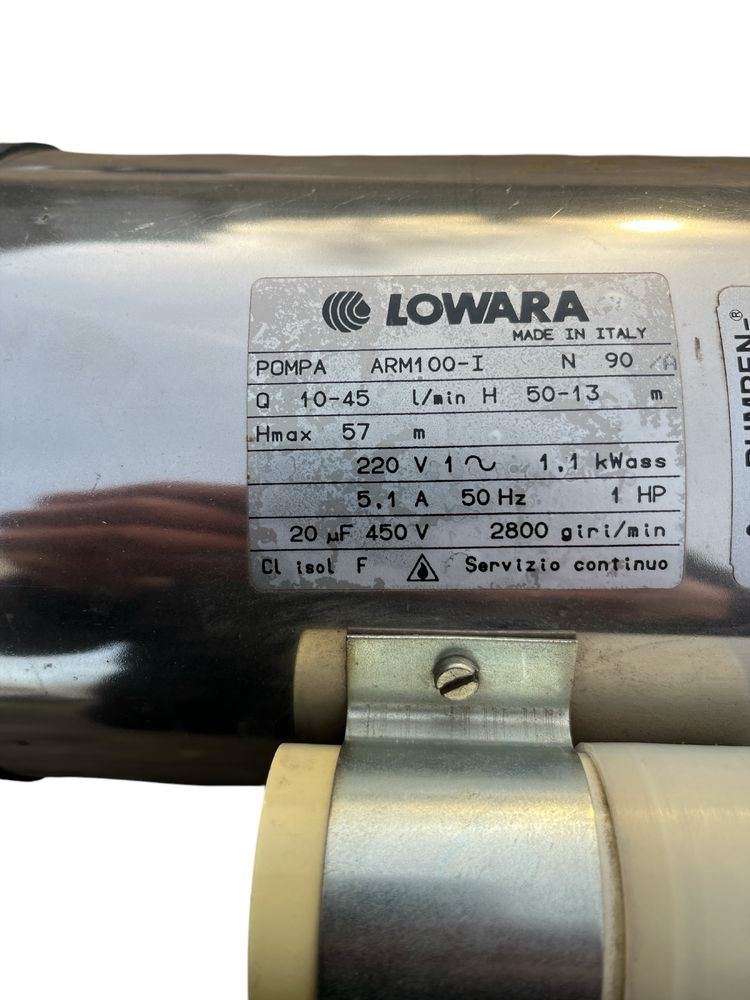 LOWARA
MADE IN ITALY
POMPA ARM100-I N 90 /A
Q 10-45 l/min H 50-13 m
Hmax 57 m
220 V 1 ~ 1,1 kWass
5,1 A 50 Hz 1 HP
20 µF 450 V 2800 giri/min
Cl isol F Servizio continuo
PUMPEN-®